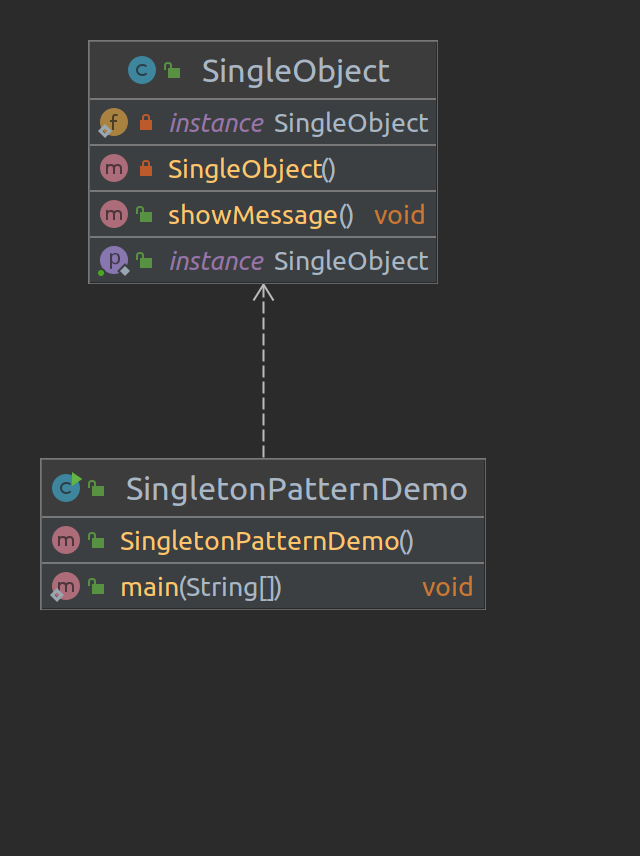 SingleObject
instance SingleObject
SingleObject()
showMessage() void
instance SingleObject
SingletonPatternDemo
SingletonPatternDemo()
main(String[]) void